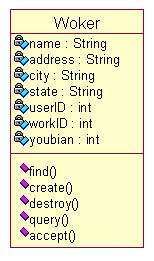 Woker
name : String
address : String
city : String
state : String
userID : int
workID : int
youbian : int
find()
create()
destroy()
query()
accept()